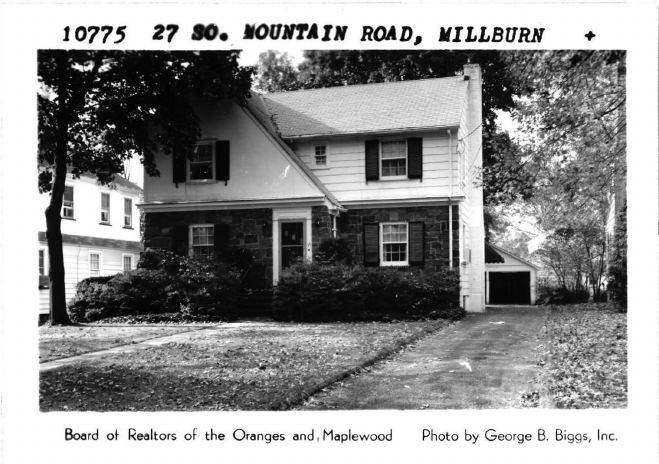 10775 27 SO. MOUNTAIN ROAD, MILLBURN +
Board of Realtors of the Oranges and Maplewood Photo by George B. Biggs, Inc.